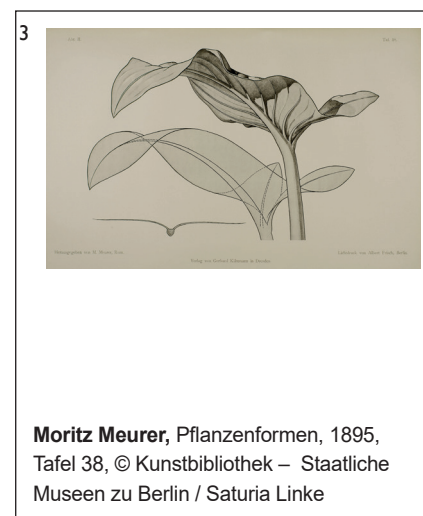 3
Moritz Meurer, Pflanzenformen, 1895,
Tafel 38, © Kunstbibliothek – Staatliche
Museen zu Berlin / Saturia Linke